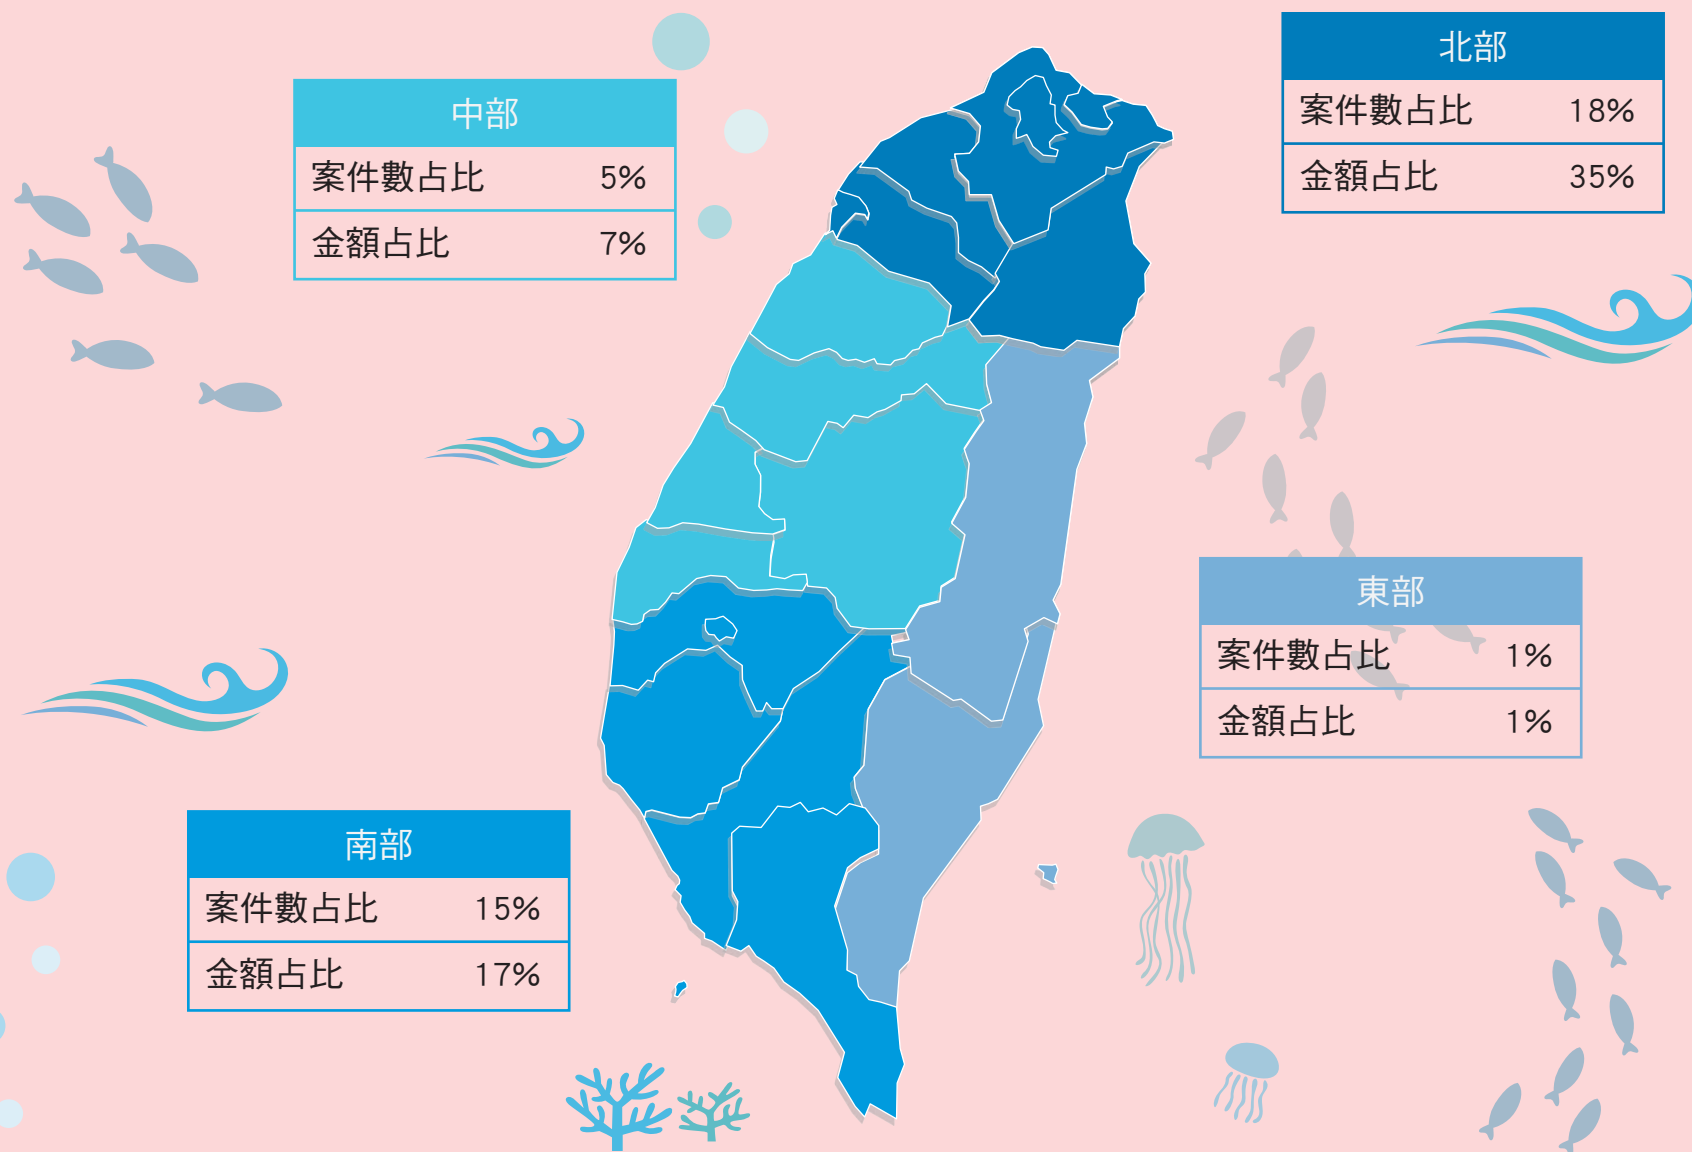 北部
案件數占比 18%
金額占比 35%
中部
案件數占比 5%
金額占比 7%
東部
案件數占比 1%
金額占比 1%
南部
案件數占比 15%
金額占比 17%